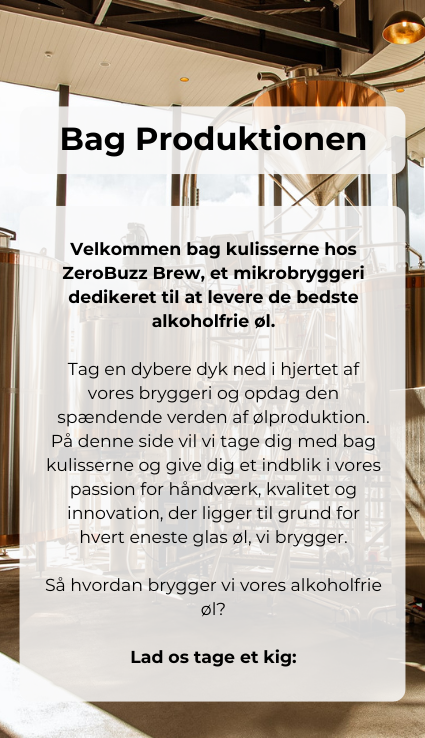 Bag Produktionen
Velkommen bag kulisserne hos
ZeroBuzz Brew, et mikrobryggeri
dedikeret til at levere de bedste
alkoholfrie øl.
Tag en dybere dyk ned i hjertet af
vores bryggeri og opdag den
spændende verden af ølproduktion.
På denne side vil vi tage dig med bag
kulisserne og give dig et indblik i vores
passion for håndværk, kvalitet og
innovation, der ligger til grund for
hvert eneste glas øl, vi brygger.
Så hvordan brygger vi vores alkoholfrie
øl?
Lad os tage et kig: